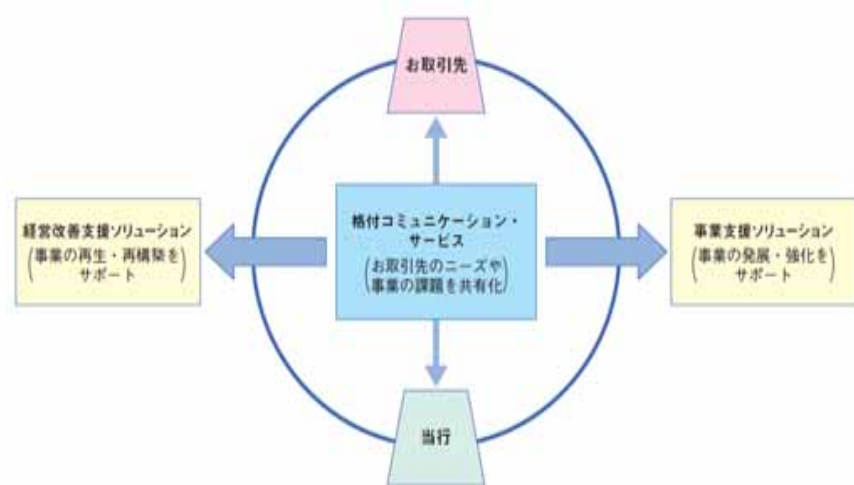 お取引先
経営改善支援ソリューション
(事業の再生・再構築を
サポート)
格付コミュニケーション・
サービス
(お取引先のニーズや
事業の課題を共有化)
事業支援ソリューション
(事業の発展・強化を
サポート)
当行